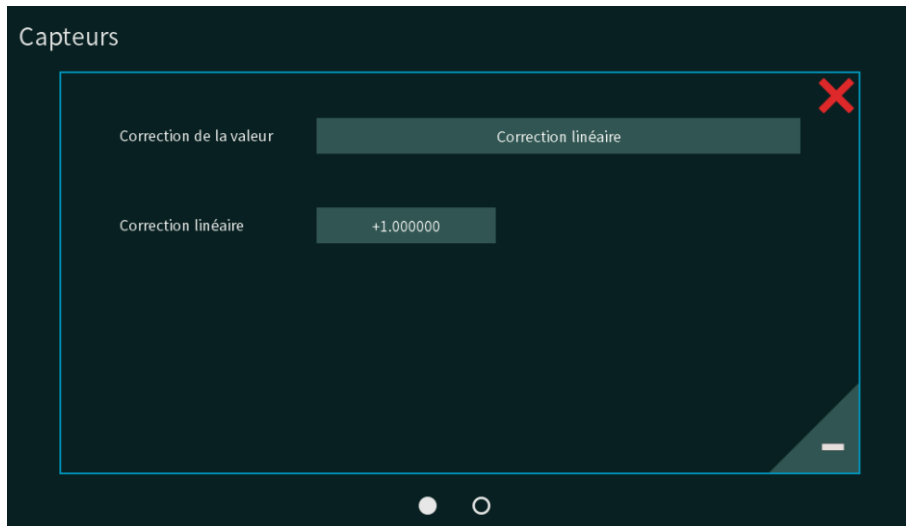 Capteurs
Correction de la valeur Correction linéaire
Correction linéaire +1.000000